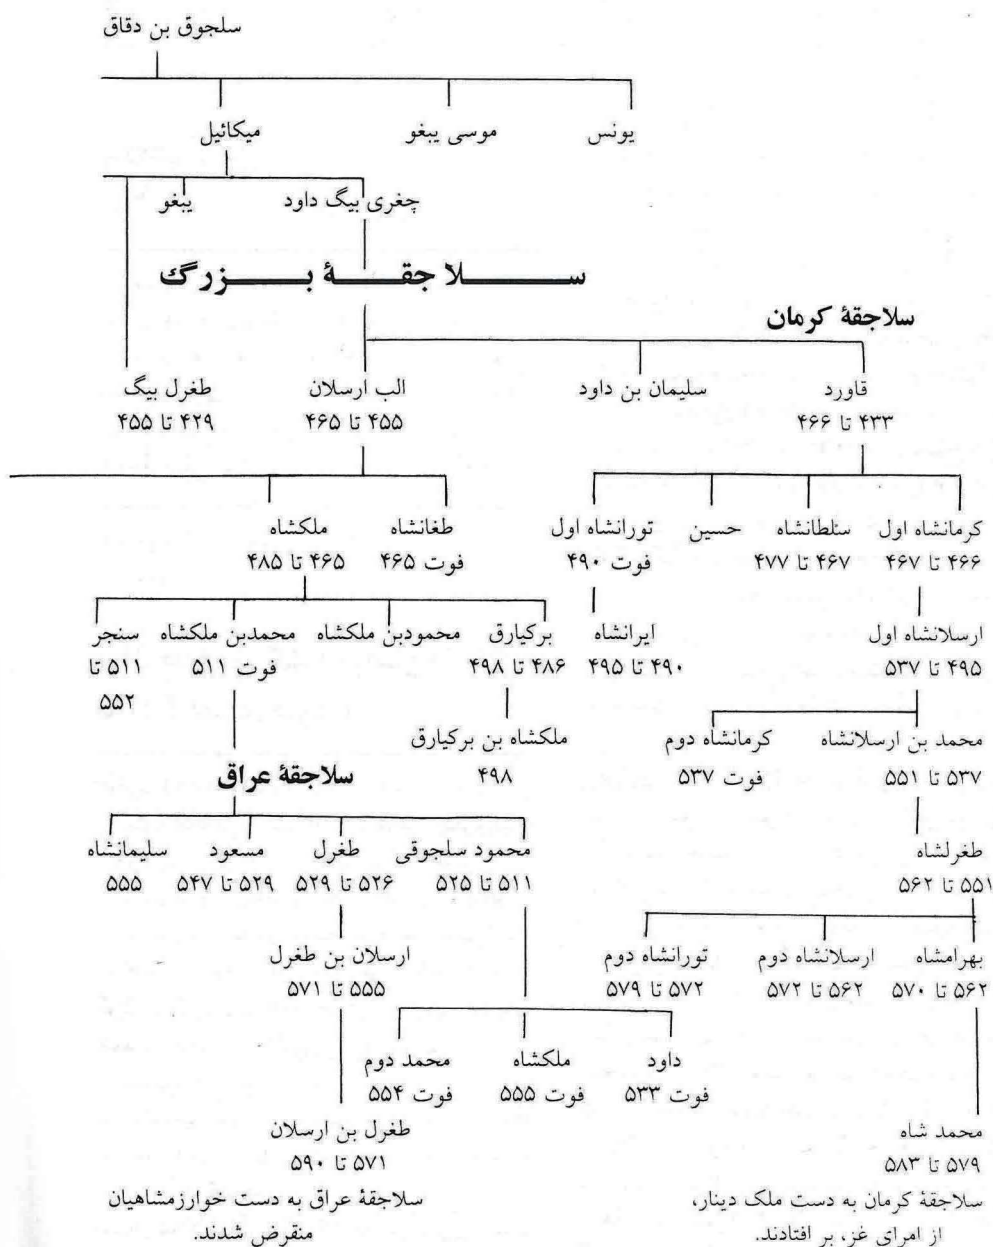 سلجوق بن دقاق
یونس
موسی یبغو
میکائیل
چغری بیگ داود
یبغو
سلاجقهٔ بزرگ
سلاجقهٔ کرمان
قاورد
سلیمان بن داود
الب ارسلان
طغرل بیگ
۴۳۳ تا ۴۶۶
۴۵۵ تا ۴۶۵
۴۲۹ تا ۴۵۵
کرمانشاه اول
سلطانشاه
حسین
تورانشاه اول
طغانشاه
ملکشاه
۴۶۶ تا ۴۶۷
۴۶۷ تا ۴۷۷
فوت ۴۹۰
فوت ۴۶۵
۴۶۵ تا ۴۸۵
ارسلانشاه اول
ایرانشاه
برکیارق
محمودبن ملکشاه
محمدبن ملکشاه
سنجر
۴۹۵ تا ۵۳۷
۴۹۰ تا ۴۹۵
۴۸۶ تا ۴۹۸
فوت ۵۱۱
۵۱۱ تا
۵۵۲
محمد بن ارسلانشاه
کرمانشاه دوم
ملکشاه بن برکیارق
۵۳۷ تا ۵۵۱
فوت ۵۳۷
۴۹۸
سلاجقهٔ عراق
طغرلشاه
محمود سلجوقی
طغرل
مسعود
سلیمانشاه
۵۵۱ تا ۵۶۲
۵۱۱ تا ۵۲۵
۵۲۶ تا ۵۲۹
۵۲۹ تا ۵۴۷
۵۵۵
بهرامشاه
ارسلانشاه دوم
تورانشاه دوم
ارسلان بن طغرل
۵۶۲ تا ۵۷۰
۵۶۲ تا ۵۷۲
۵۷۲ تا ۵۷۹
۵۵۵ تا ۵۷۱
داود
ملکشاه
محمد دوم
فوت ۵۳۳
فوت ۵۵۵
فوت ۵۵۴
محمد شاه
طغرل بن ارسلان
۵۷۹ تا ۵۸۳
۵۷۱ تا ۵۹۰
سلاجقهٔ کرمان به دست ملک دینار،
از امرای غز، بر افتادند.
سلاجقهٔ عراق به دست خوارزمشاهیان
منقرض شدند.